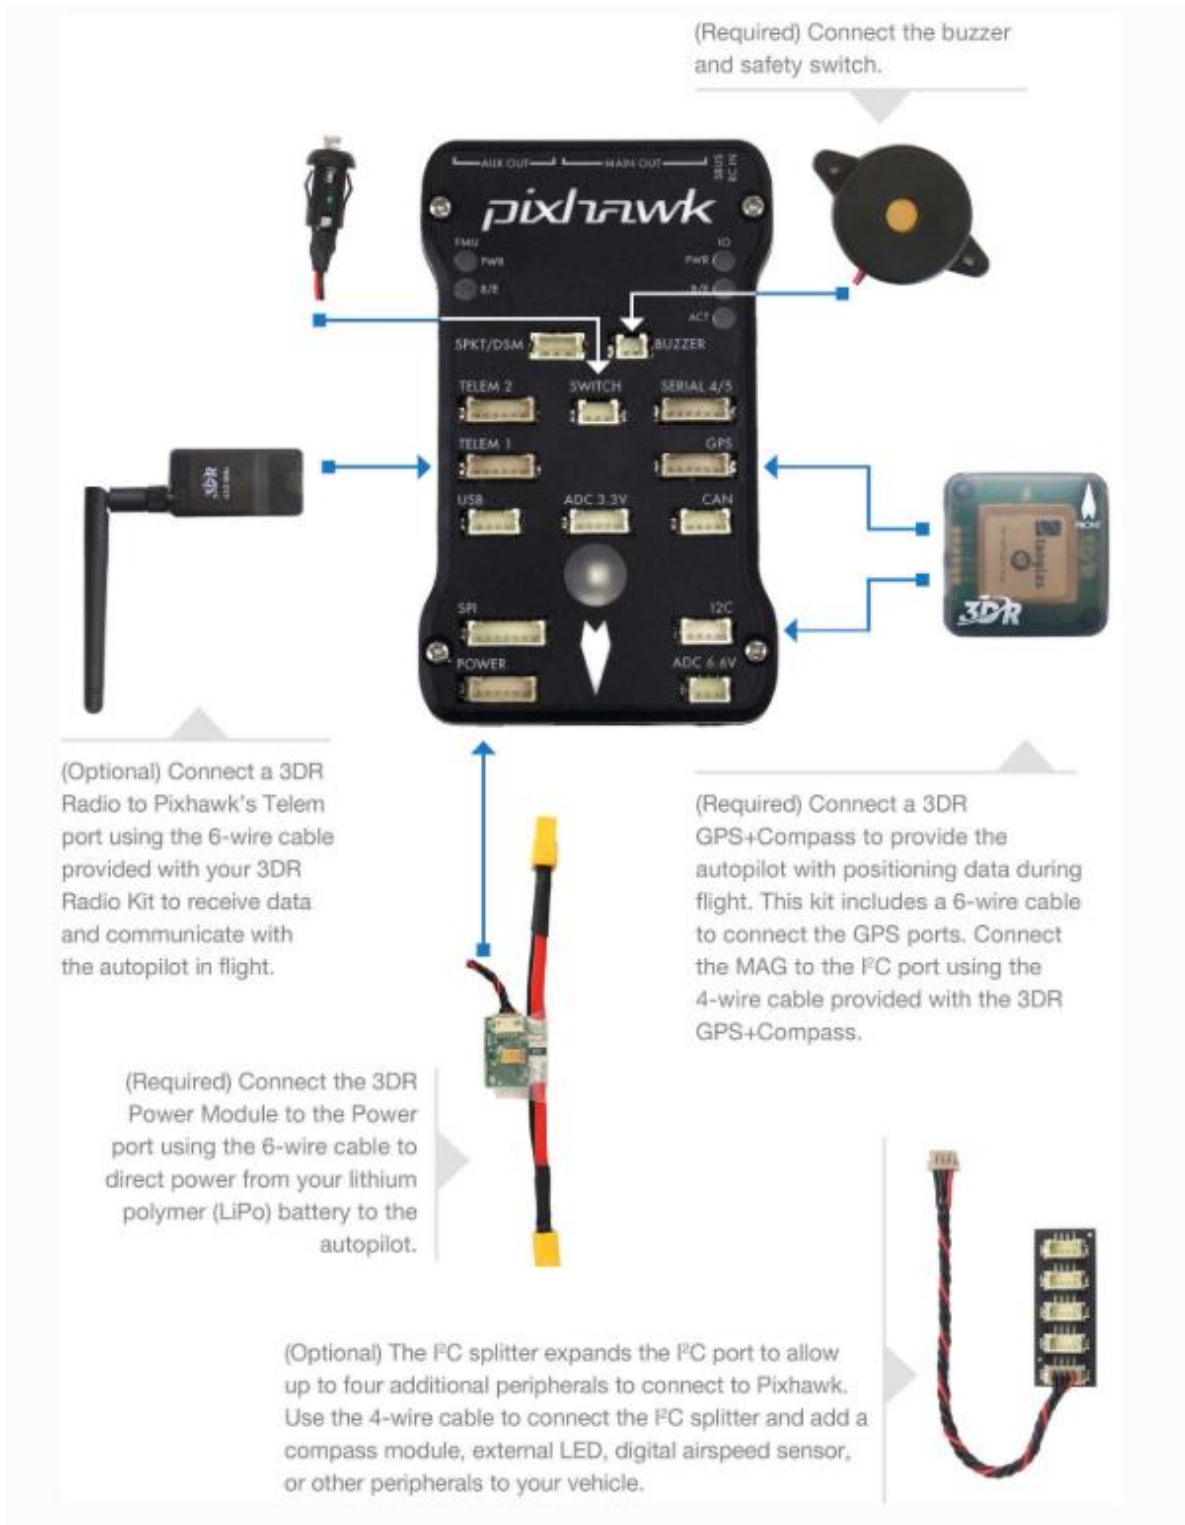 (Required) Connect the buzzer
and safety switch.
AUX OUT
MAIN OUT
SBUS
RC IN
pixhawk
FMU
IO
PWR
PWR
B/E
B/E
ACT
SPKT/DSM
BUZZER
TELEM 2
SWITCH
SERIAL 4/5
TELEM 1
GPS
USB
ADC 3.3V
CAN
SPI
I2C
POWER
ADC 6.6V
3DR
FRONT
taoglas
3DR
(Optional) Connect a 3DR
Radio to Pixhawk's Telem
port using the 6-wire cable
provided with your 3DR
Radio Kit to receive data
and communicate with
the autopilot in flight.
(Required) Connect a 3DR
GPS+Compass to provide the
autopilot with positioning data during
flight. This kit includes a 6-wire cable
to connect the GPS ports. Connect
the MAG to the I²C port using the
4-wire cable provided with the 3DR
GPS+Compass.
(Required) Connect the 3DR
Power Module to the Power
port using the 6-wire cable to
direct power from your lithium
polymer (LiPo) battery to the
autopilot.
(Optional) The I²C splitter expands the I²C port to allow
up to four additional peripherals to connect to Pixhawk.
Use the 4-wire cable to connect the I²C splitter and add a
compass module, external LED, digital airspeed sensor,
or other peripherals to your vehicle.